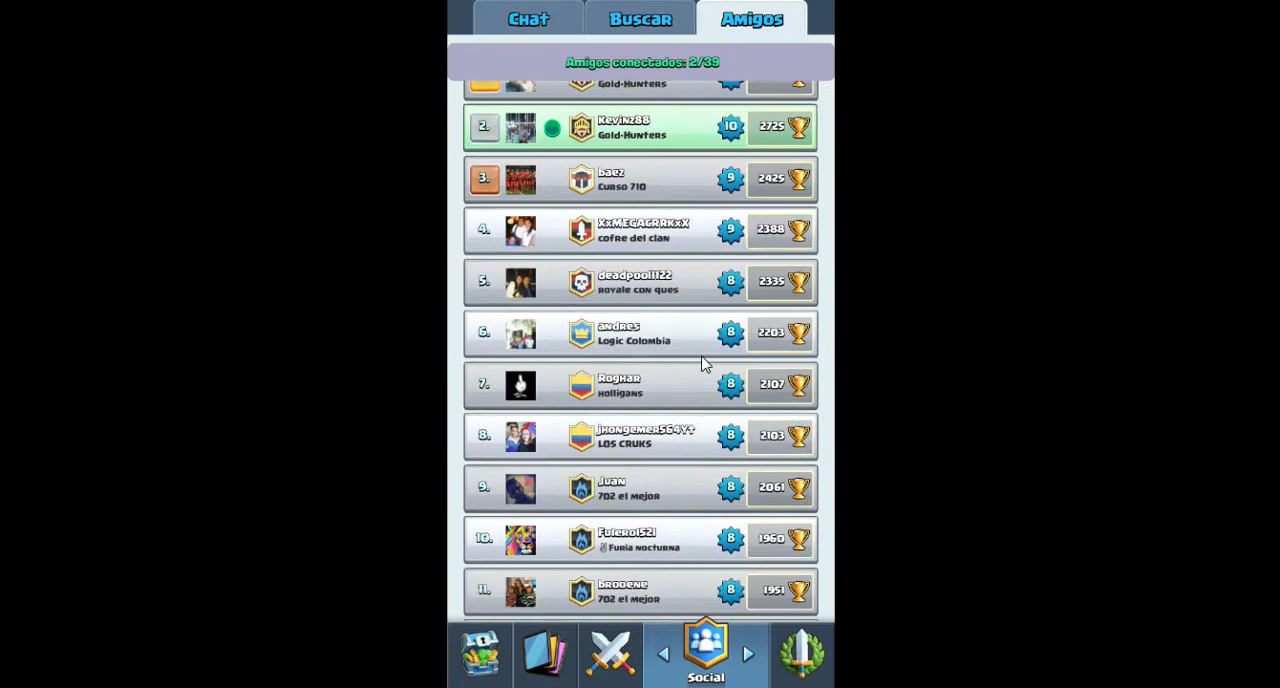 Chat
Buscar
Amigos
Amigos conectados: 2/39
Gold-Hunters
2. Kevinz88 10 2725
Gold-Hunters
3. baez 9 2425
Curso 710
4. XxMEGAGRRKxX 9 2388
cofre del clan
5. deadpool1122 8 2335
royale con ques
6. andres 8 2203
Logic Colombia
7. Roghar 8 2107
Holligans
8. jhongemer564Yt 8 2103
LOS CRUKS
9. Juan 8 2061
702 el mejor
10. Fulero1521 8 1960
Furia nocturna
11. brooene 8 1951
702 el mejor
Social